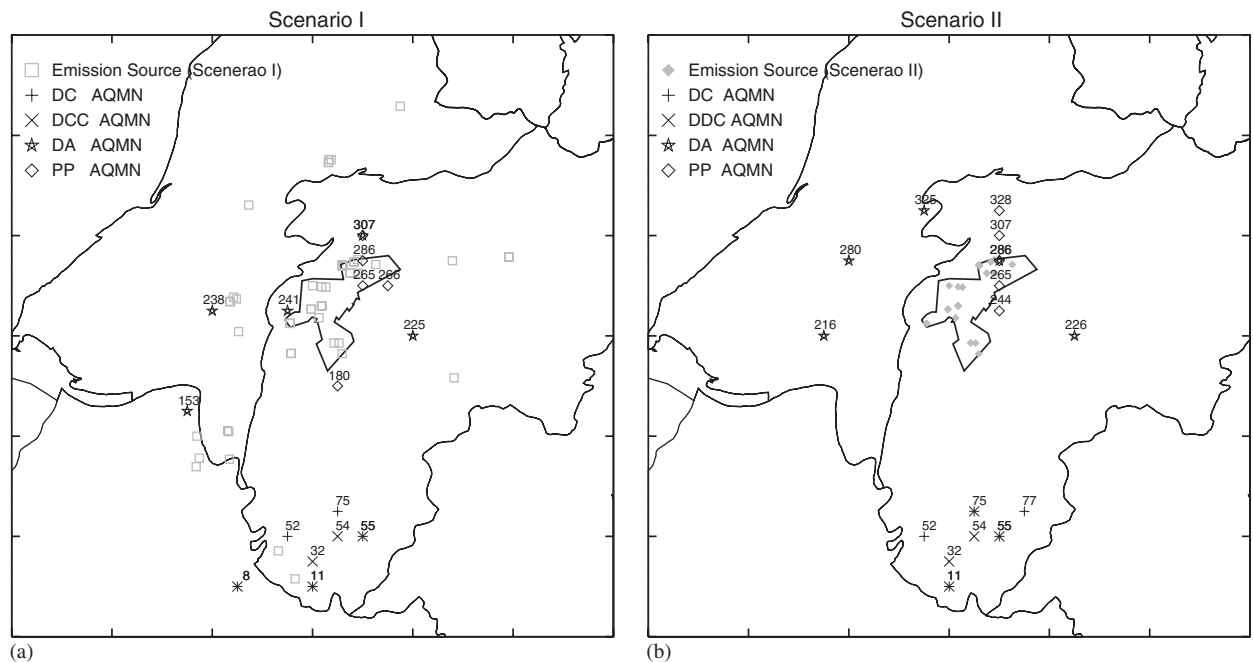 Scenario I
Emission Source (Scenerao I)
DC AQMN
DCC AQMN
DA AQMN
PP AQMN
307
286
265 266
238 241
225
180
153
75
52 54 55
32
8 11
(a)
Scenario II
Emission Source (Scenerao II)
DC AQMN
DDC AQMN
DA AQMN
PP AQMN
325 328
307
280 286
265
244
216 226
75 77
52 54 55
32
11
(b)